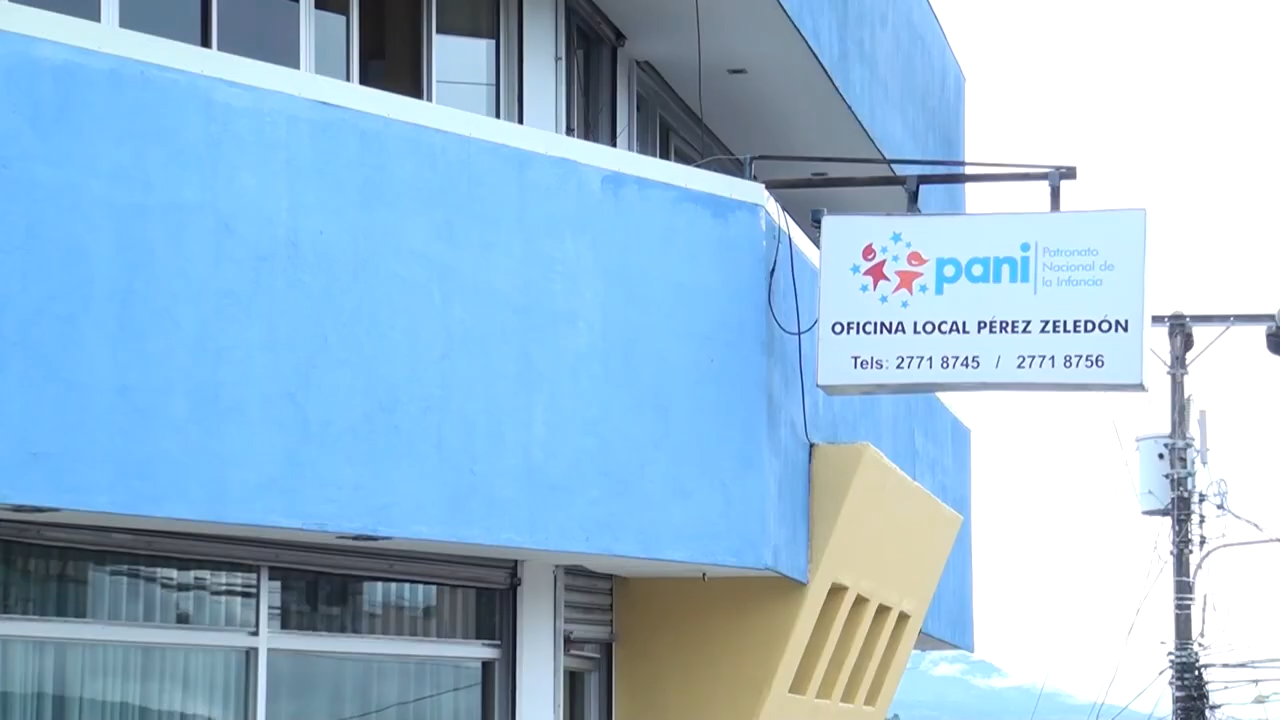 pani
Patronato
Nacional de
la Infancia
OFICINA LOCAL PÉREZ ZELEDÓN
Tels: 2771 8745 / 2771 8756